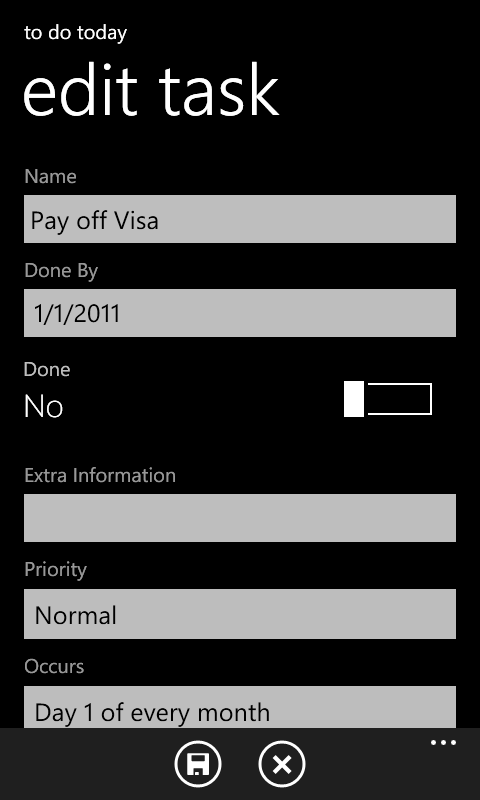 to do today
edit task
Name
Pay off Visa
Done By
1/1/2011
Done
No
Extra Information
Priority
Normal
Occurs
Day 1 of every month